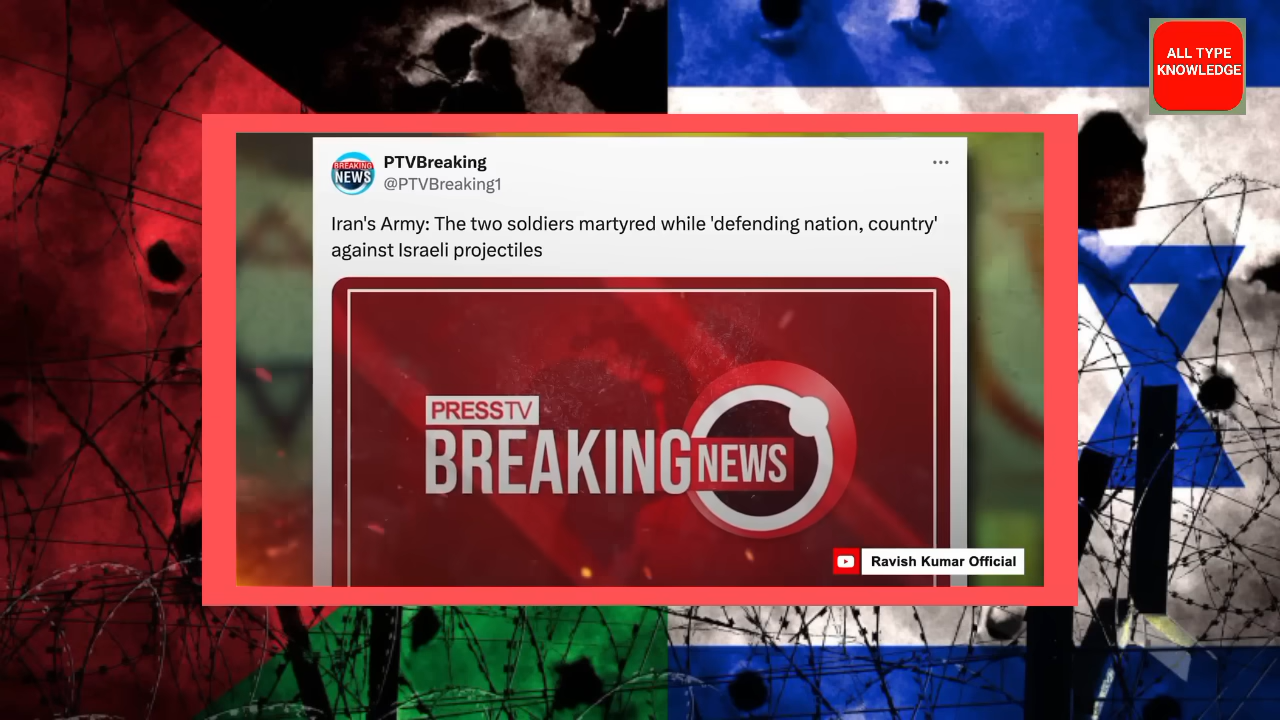 ALL TYPE
KNOWLEDGE
BREAKING
NEWS
PTVBreaking
@PTVBreaking1
Iran's Army: The two soldiers martyred while 'defending nation, country'
against Israeli projectiles
PRESSTV
BREAKING NEWS
Ravish Kumar Official